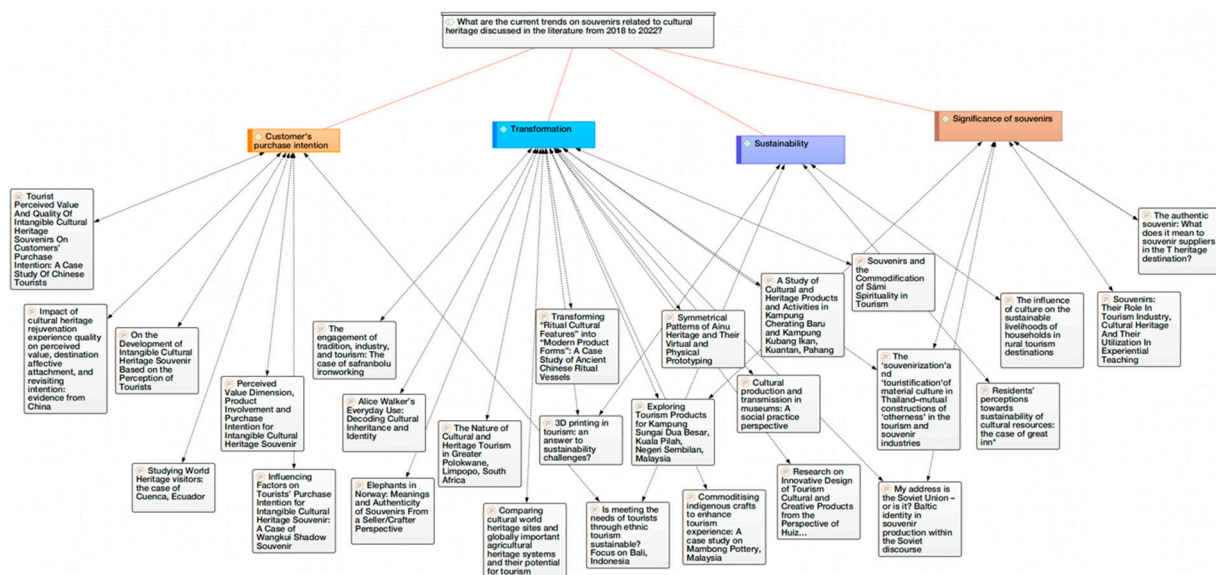 What are the current trends on souvenirs related to cultural
heritage discussed in the literature from 2018 to 2022?
Customer's
purchase intention
Transformation
Sustainability
Significance of souvenirs
Tourist
Perceived Value
And Quality Of
Intangible Cultural
Heritage
Souvenirs On
Customers'
Purchase
Intention: A Case
Study Of Chinese
Tourists
Impact of
cultural heritage
rejuvenation
experience quality
on perceived value,
destination
affective
attachment, and
revisiting
intention: evidence
from China
On the
Development of
Intangible Cultural
Heritage Souvenir
Based on the
Perception of
Tourists
Perceived
Value Dimension,
Product
Involvement and
Purchase
Intention for
Intangible Cultural
Heritage Souvenir
Studying World
Heritage visitors:
the case of
Cuenca, Ecuador
Influencing
Factors on
Tourists' Purchase
Intention for
Intangible Cultural
Heritage Souvenir:
A Case of
Wangkui Shadow
Souvenir
The
engagement of
tradition, industry,
and tourism: The
case of safranbolu
ironworking
Alice Walker's
Everyday Use:
Decoding Cultural
Inheritance and
Identity
Elephants in
Norway: Meanings
and Authenticity
of Souvenirs From
a Seller/Crafter
Perspective
The Nature of
Cultural and
Heritage Tourism
in Greater
Polokwane,
Limpopo, South
Africa
Comparing
cultural world
heritage sites and
globally important
agricultural
heritage systems
and their potential
for tourism
Transforming
"Ritual Cultural
Features" into
"Modern Product
Forms": A Case
Study of Ancient
Chinese Ritual
Vessels
3D printing in
tourism: an
answer to
sustainability
challenges?
Is meeting the
needs of tourists
through ethnic
tourism
sustainable?
Focus on Bali,
Indonesia
Symmetrical
Patterns of Ainu
Heritage and Their
Virtual and
Physical
Prototyping
Exploring
Tourism Products
for Kampung
Sungai Dua Besar,
Kuala Pilah,
Negeri Sembilan,
Malaysia
Commoditising
indigenous crafts
to enhance
tourism
experience: A
case study on
Mambong Pottery,
Malaysia
A Study of
Cultural and
Heritage Products
and Activities in
Kampung
Cherating Baru
and Kampung
Kubang Ikan,
Kuantan, Pahang
Cultural
production and
transmission in
museums: A
social practice
perspective
Research on
Innovative Design
of Tourism
Cultural and
Creative Products
from the
Perspective of
Huiz...
Souvenirs and
the
Commodification
of Sámi
Spirituality in
Tourism
The
'souvenirization'a
nd
'touristification'of
material culture in
Thailand–mutual
constructions of
'otherness' in the
tourism and
souvenir
industries
My address is
the Soviet Union –
or is it? Baltic
identity in
souvenir
production within
the Soviet
discourse
The influence
of culture on the
sustainable
livelihoods of
households in
rural tourism
destinations
Residents'
perceptions
towards
sustainability of
cultural resources:
the case of great
inn*
The authentic
souvenir: What
does it mean to
souvenir suppliers
in the T heritage
destination?
Souvenirs:
Their Role In
Tourism Industry,
Cultural Heritage
And Their
Utilization In
Experiential
Teaching